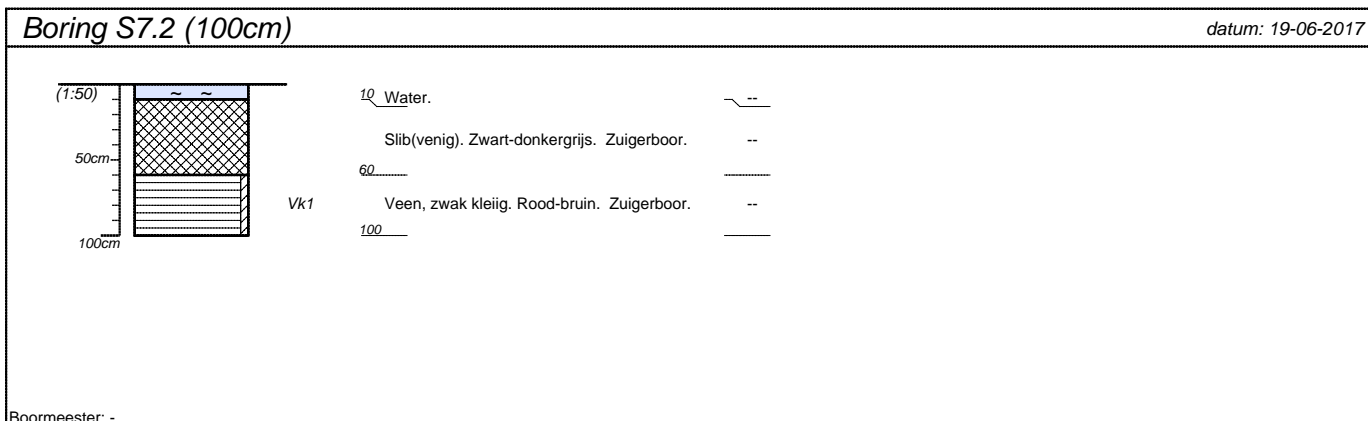 Boring S7.2 (100cm) datum: 19-06-2017
(1:50) ~ ~ 10 Water. --
Slib(venig). Zwart-donkergrijs. Zuigerboor. --
50cm
60
Vk1 Veen, zwak kleiig. Rood-bruin. Zuigerboor. --
100
100cm
Boormeester: -